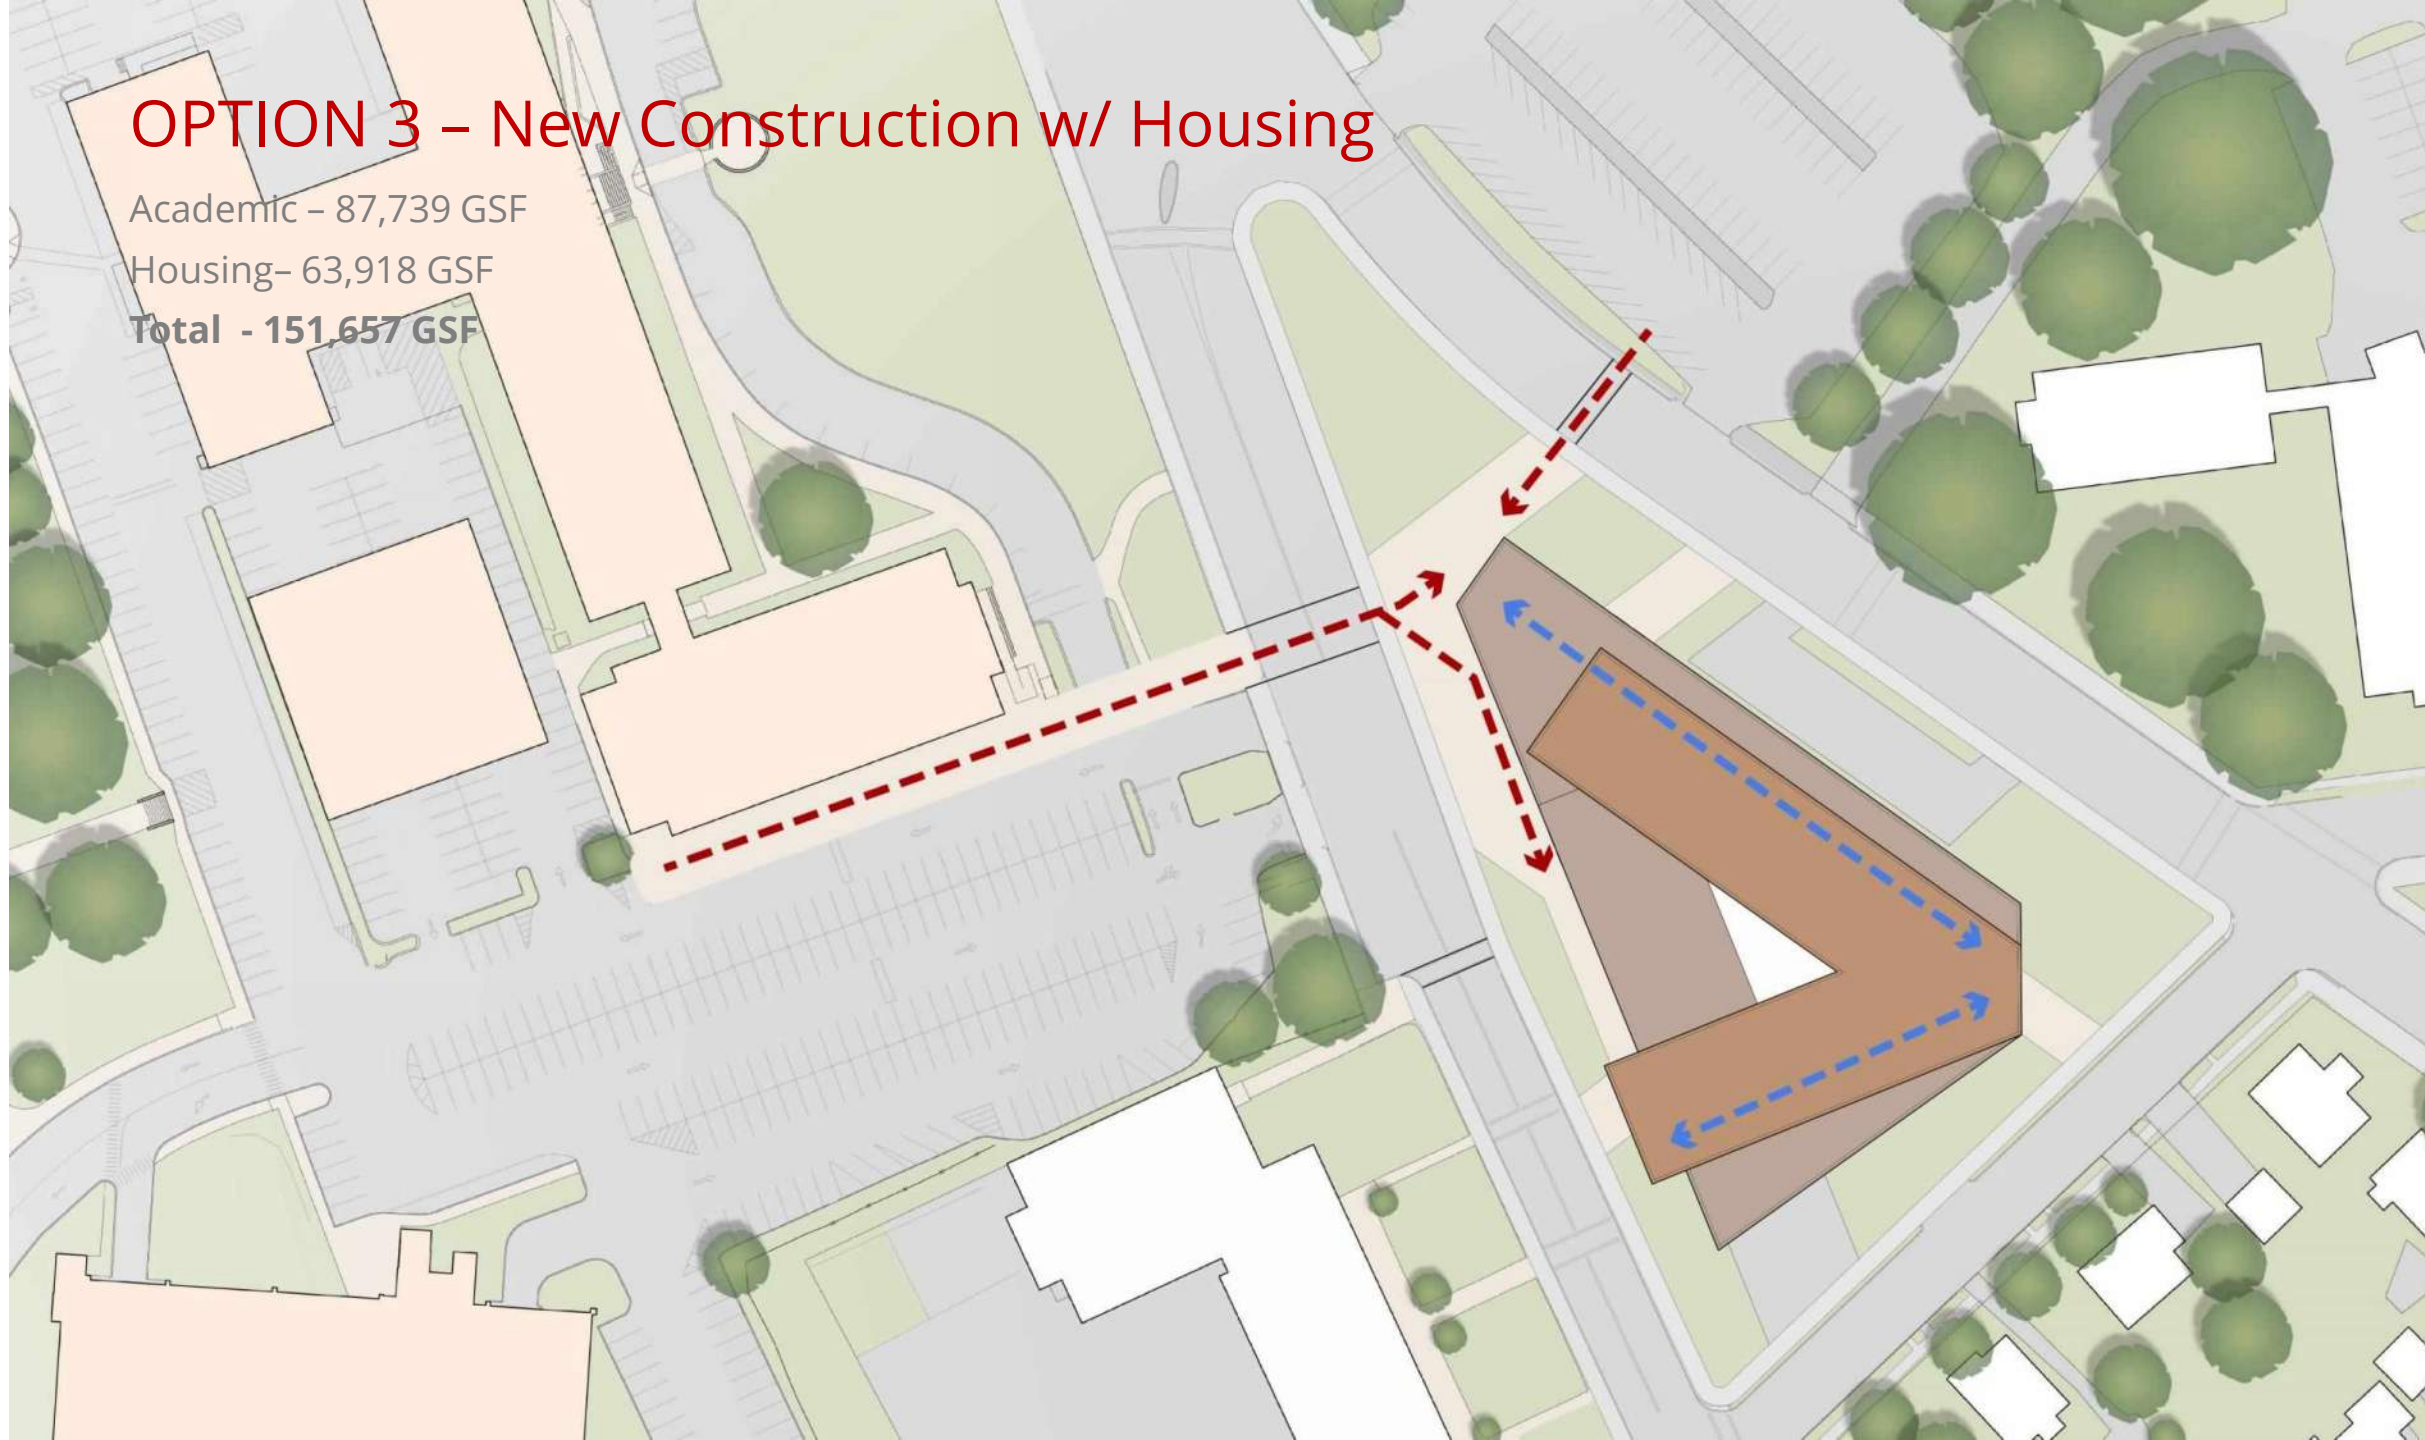 OPTION 3 – New Construction w/ Housing
Academic – 87,739 GSF
Housing– 63,918 GSF
Total - 151,657 GSF